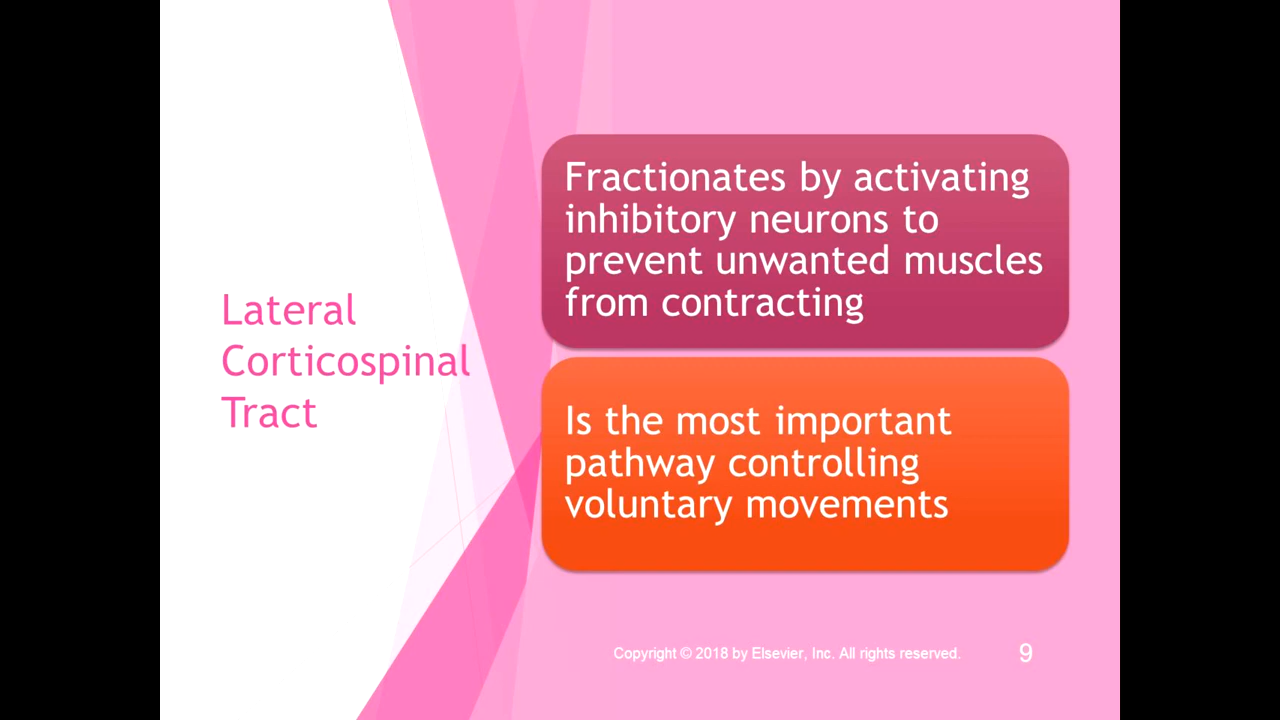 Lateral
Corticospinal
Tract
Fractionates by activating
inhibitory neurons to
prevent unwanted muscles
from contracting
Is the most important
pathway controlling
voluntary movements
Copyright © 2018 by Elsevier, Inc. All rights reserved.
9